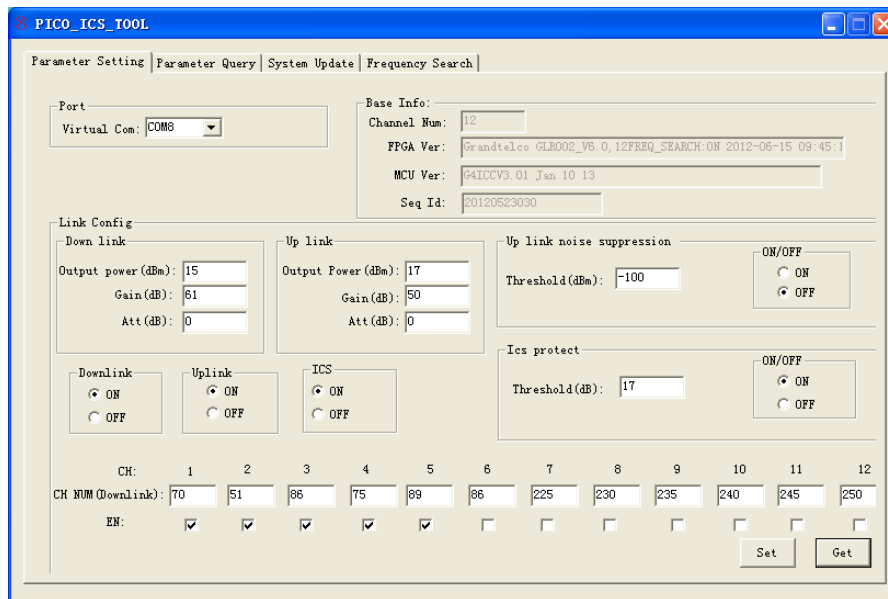 PICO_ICS_TOOL
Parameter Setting Parameter Query System Update Frequency Search
Port
Virtual Com: COM8
Base Info:
Channel Num: 12
FPGA Ver: Grandtelco GLR002_V6.0,12FREQ_SEARCH:ON 2012-06-15 09:45:1
MCU Ver: G4ICCV3.01 Jan 10 13
Seq Id: 20120523030
Link Config
Down link
Output power(dBm): 15
Gain(dB): 61
Att(dB): 0
Up link
Output Power(dBm): 17
Gain(dB): 50
Att(dB): 0
Up link noise suppression
Threshold(dBm): -100
ON/OFF
ON
OFF
Ics protect
Threshold(dB): 17
ON/OFF
ON
OFF
Downlink
ON
OFF
Uplink
ON
OFF
ICS
ON
OFF
CH: 1 2 3 4 5 6 7 8 9 10 11 12
CH NUM(Downlink): 70 51 86 75 89 86 225 230 235 240 245 250
EN:
Set Get